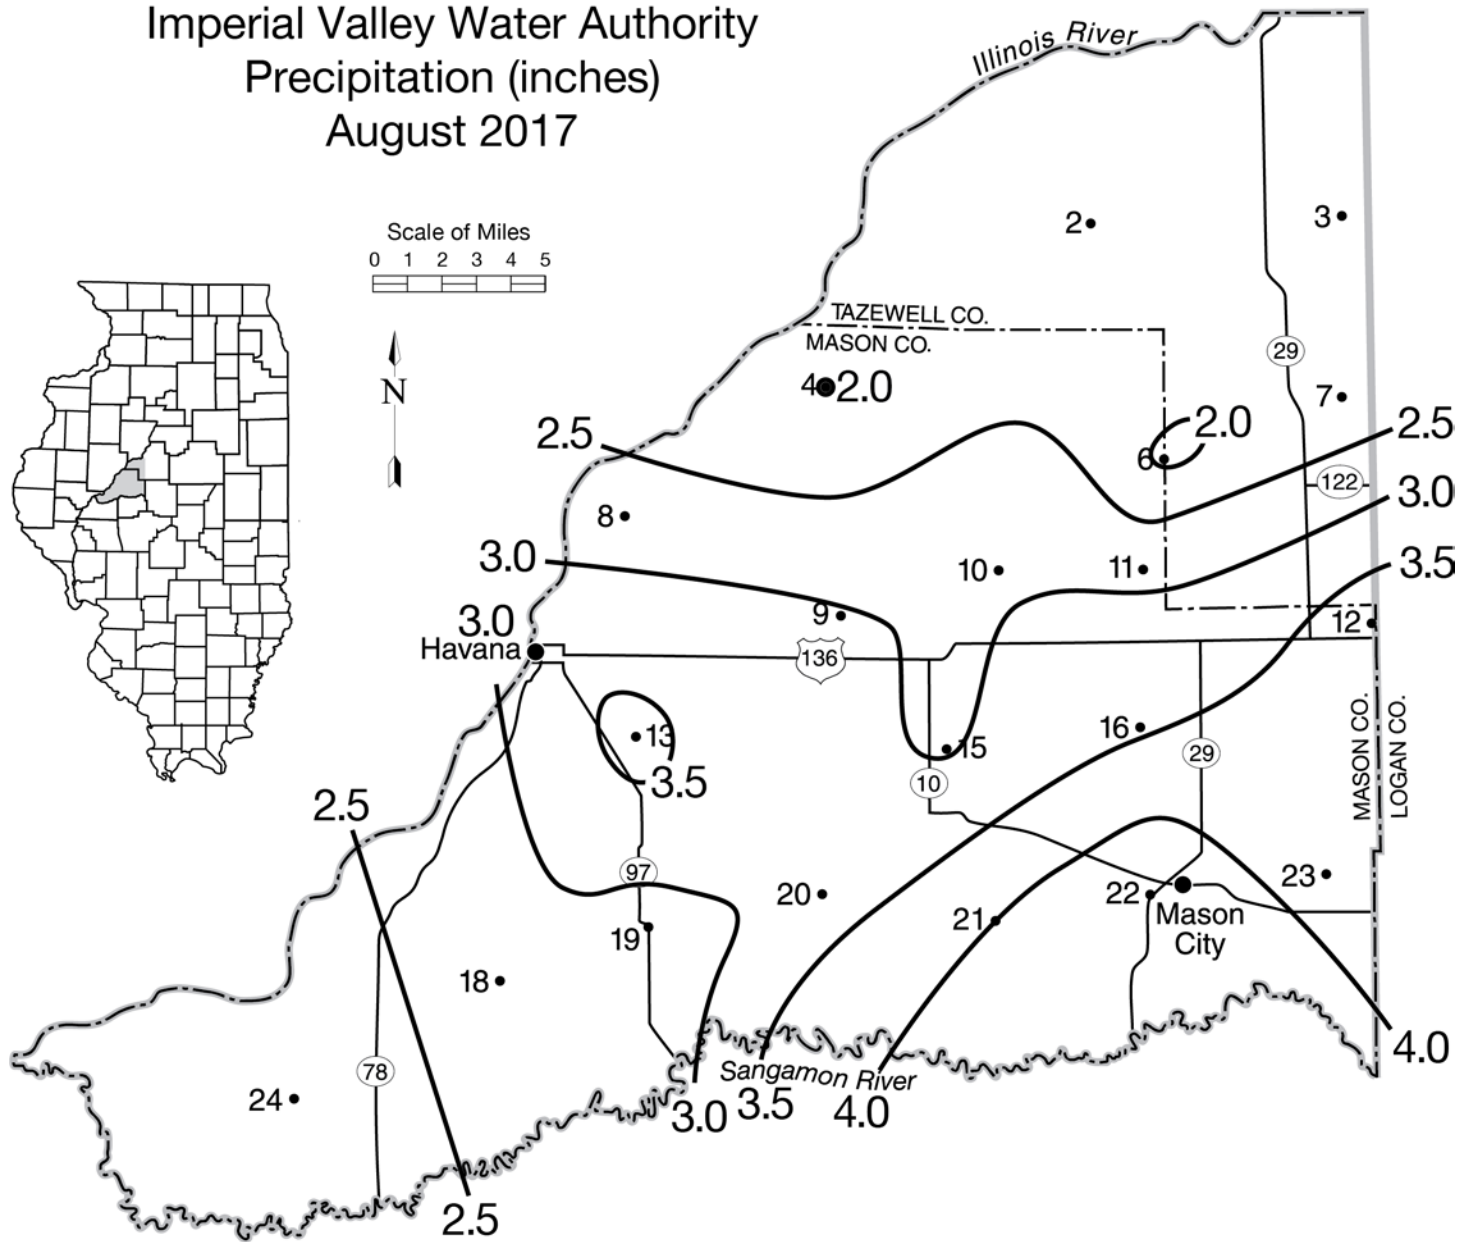 Imperial Valley Water Authority
Precipitation (inches)
August 2017
Illinois River
Scale of Miles
0 1 2 3 4 5
N
2
3
TAZEWELL CO.
MASON CO.
29
4 2.0
7
2.5
2.0
2.5
6
122
3.0
8
3.0
10
11
3.5
9
3.0
12
Havana
136
MASON CO.
LOGAN CO.
13
16
15
29
3.5
10
2.5
97
20
22
23
21
Mason
City
19
18
4.0
78
Sangamon River
24
3.0
3.5
4.0
2.5